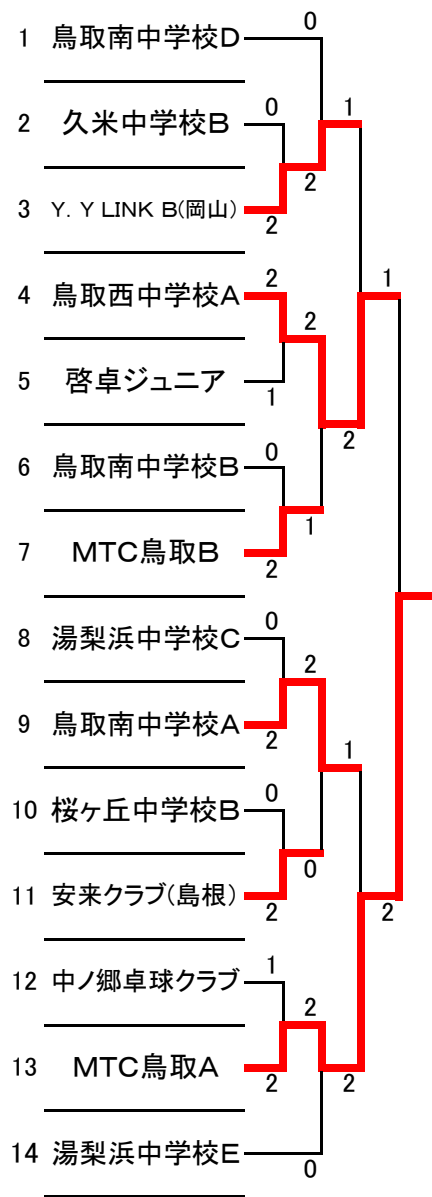 0
1 鳥取南中学校D
0 1
2 久米中学校B
2
3 Y. Y LINK B(岡山)
2
2 1
4 鳥取西中学校A
2
5 啓卓ジュニア
1
2
0
6 鳥取南中学校B
1
7 MTC鳥取B
2
0
8 湯梨浜中学校C
2
9 鳥取南中学校A
2
1
0
10 桜ヶ丘中学校B
0
11 安来クラブ(島根)
2
2
1
12 中ノ郷卓球クラブ
2
13 MTC鳥取A
2 2
14 湯梨浜中学校E
0